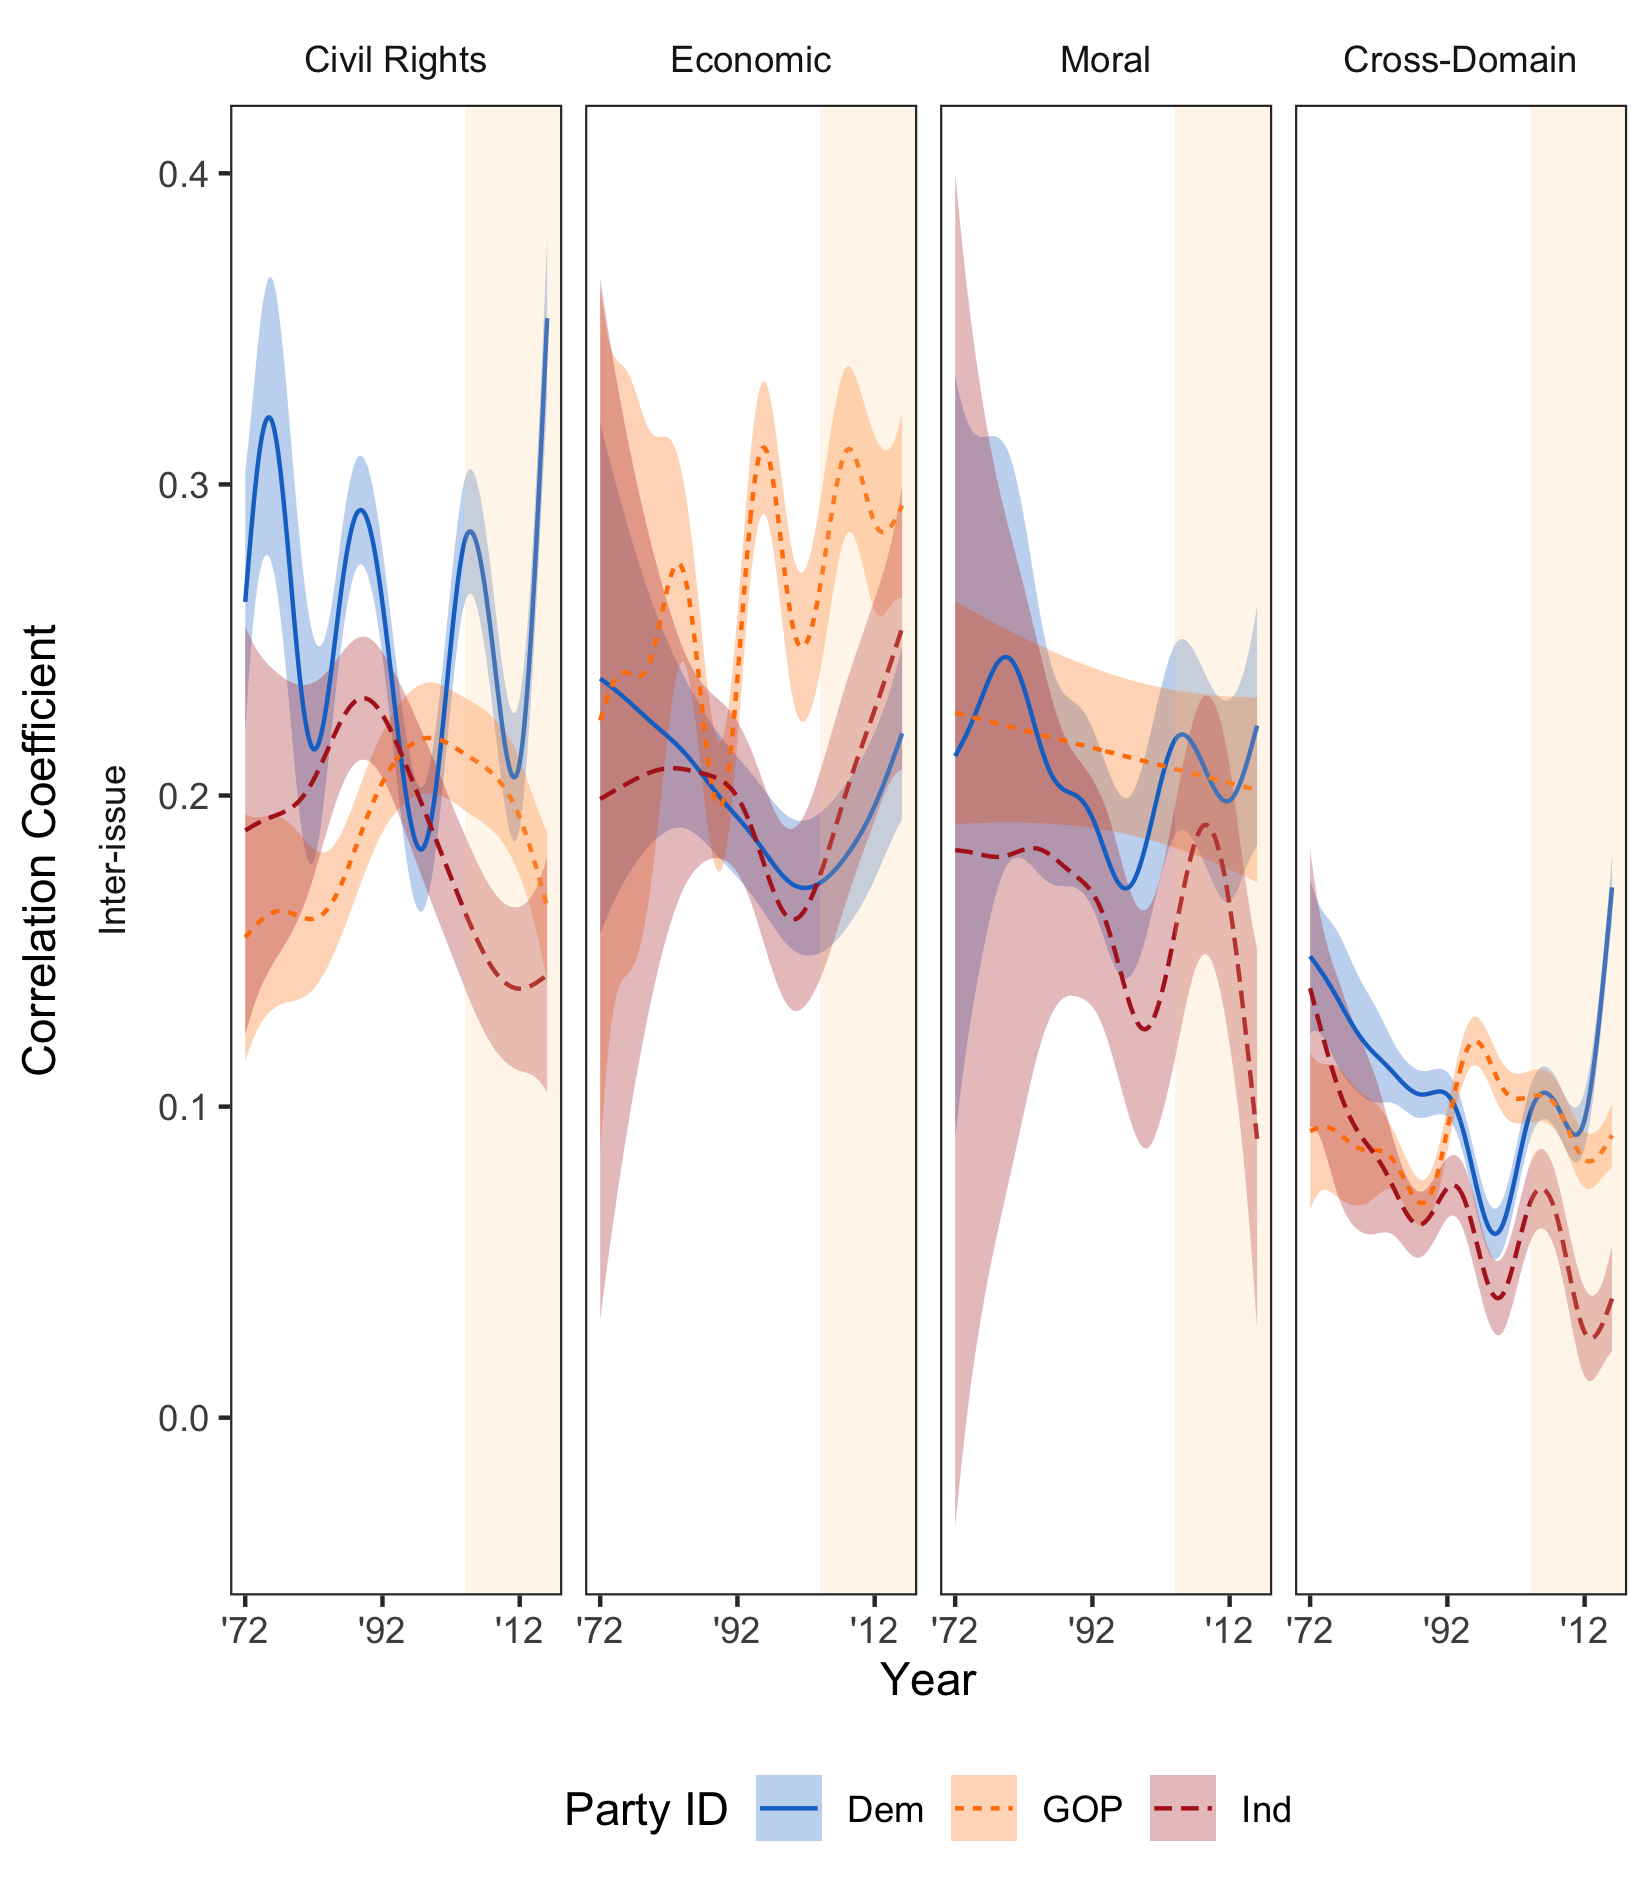 Civil Rights Economic Moral Cross-Domain
0.4
0.3
0.2
0.1
0.0
Correlation Coefficient
Inter-issue
'72 '92 '12 '72 '92 '12 '72 '92 '12 '72 '92 '12
Year
Party ID Dem GOP Ind